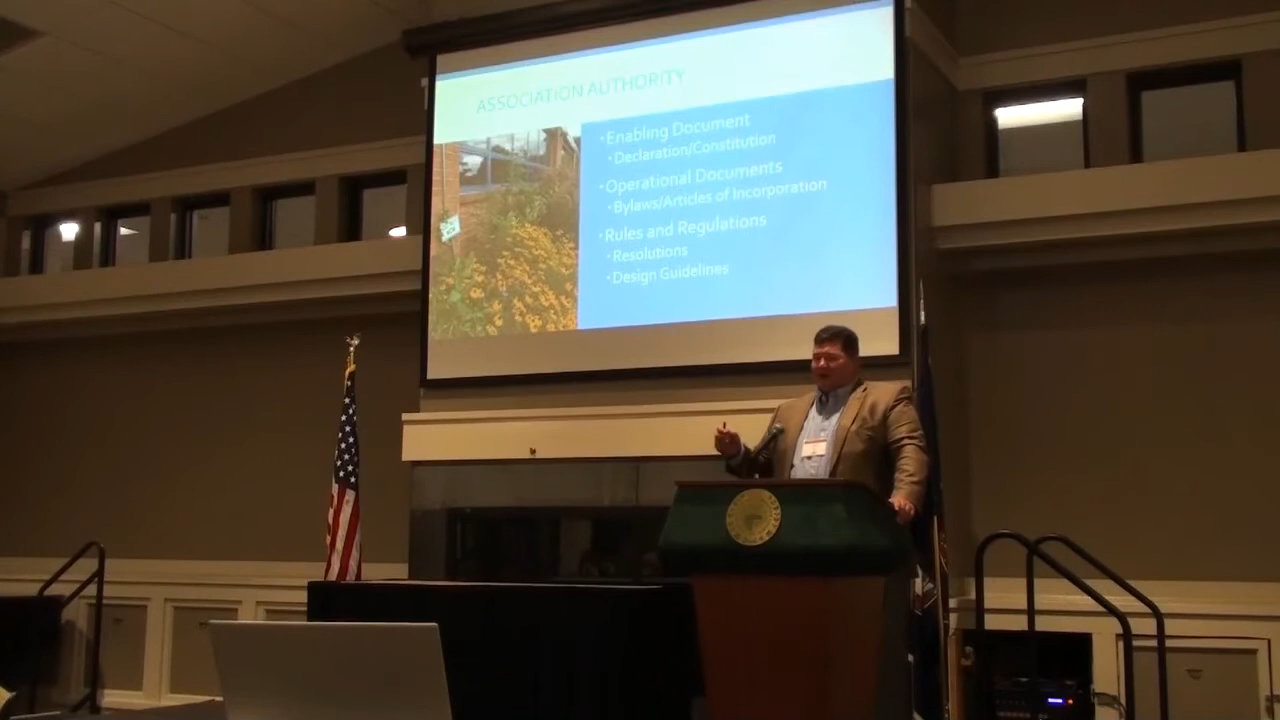 ASSOCIATION AUTHORITY
•Enabling Document
•Declaration/Constitution
•Operational Documents
•Bylaws/Articles of Incorporation
•Rules and Regulations
•Resolutions
•Design Guidelines